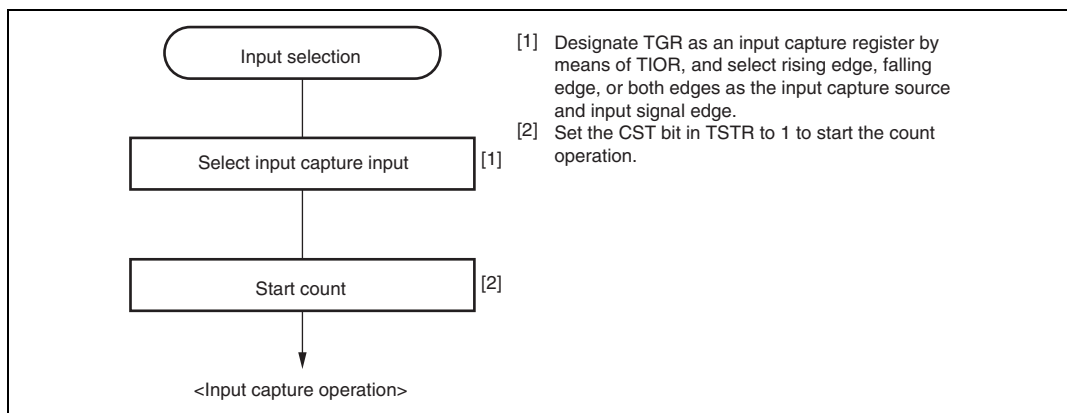 Input selection
Select input capture input
[1]
Start count
[2]
<Input capture operation>
[1] Designate TGR as an input capture register by
means of TIOR, and select rising edge, falling
edge, or both edges as the input capture source
and input signal edge.
[2] Set the CST bit in TSTR to 1 to start the count
operation.